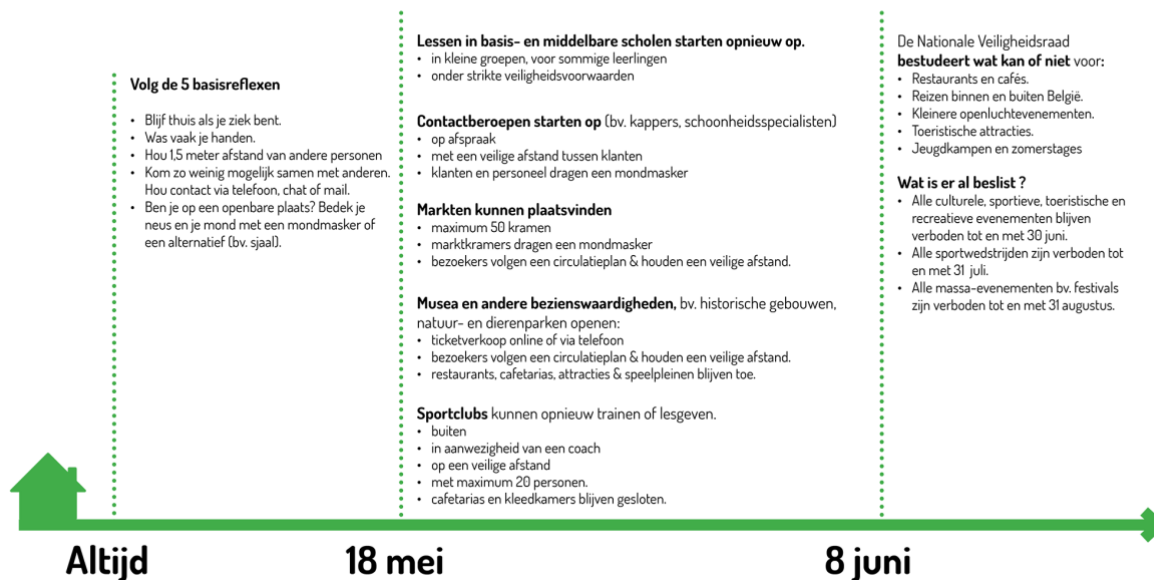 Volg de 5 basisreflexen
• Blijf thuis als je ziek bent.
• Was vaak je handen.
• Hou 1,5 meter afstand van andere personen
• Kom zo weinig mogelijk samen met anderen.
Hou contact via telefoon, chat of mail.
• Ben je op een openbare plaats? Bedek je
neus en je mond met een mondmasker of
een alternatief (bv. sjaal).
Lessen in basis- en middelbare scholen starten opnieuw op.
• in kleine groepen, voor sommige leerlingen
• onder strikte veiligheidsvoorwaarden
Contactberoepen starten op (bv. kappers, schoonheidsspecialisten)
• op afspraak
• met een veilige afstand tussen klanten
• klanten en personeel dragen een mondmasker
Markten kunnen plaatsvinden
• maximum 50 kramen
• marktkramers dragen een mondmasker
• bezoekers volgen een circulatieplan & houden een veilige afstand.
Musea en andere bezienswaardigheden, bv. historische gebouwen,
natuur- en dierenparken openen:
• ticketverkoop online of via telefoon
• bezoekers volgen een circulatieplan & houden een veilige afstand.
• restaurants, cafetarias, attracties & speelpleinen blijven toe.
Sportclubs kunnen opnieuw trainen of lesgeven.
• buiten
• in aanwezigheid van een coach
• op een veilige afstand
• met maximum 20 personen.
• cafetarias en kleedkamers blijven gesloten.
De Nationale Veiligheidsraad
bestudeert wat kan of niet voor:
• Restaurants en cafés.
• Reizen binnen en buiten België.
• Kleinere openluchtevenementen.
• Toeristische attracties.
• Jeugdkampen en zomerstages
Wat is er al beslist ?
• Alle culturele, sportieve, toeristische en
recreatieve evenementen blijven
verboden tot en met 30 juni.
• Alle sportwedstrijden zijn verboden tot
en met 31 juli.
• Alle massa-evenementen bv. festivals
zijn verboden tot en met 31 augustus.
Altijd
18 mei
8 juni